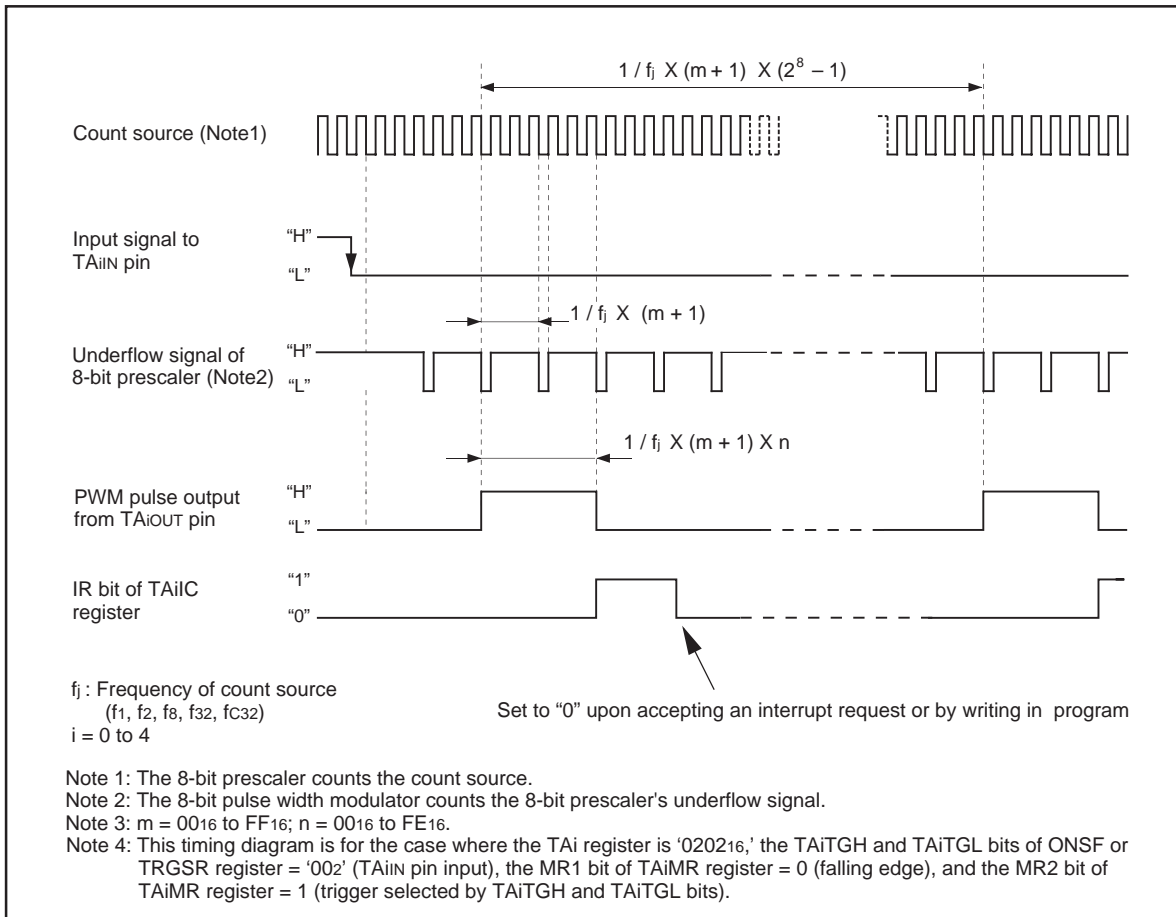 1 / fj X (m + 1) X (2⁸ – 1)
Count source (Note1)
Input signal to
TAiIN pin
“H”
“L”
1 / fj X (m + 1)
Underflow signal of
8-bit prescaler (Note2)
“H”
“L”
1 / fj X (m + 1) X n
PWM pulse output
from TAiOUT pin
“H”
“L”
IR bit of TAiIC
register
“1”
“0”
fj : Frequency of count source
(f1, f2, f8, f32, fC32)
i = 0 to 4
Set to “0” upon accepting an interrupt request or by writing in program
Note 1: The 8-bit prescaler counts the count source.
Note 2: The 8-bit pulse width modulator counts the 8-bit prescaler's underflow signal.
Note 3: m = 0016 to FF16; n = 0016 to FE16.
Note 4: This timing diagram is for the case where the TAi register is ‘020216,’ the TAiTGH and TAiTGL bits of ONSF or
TRGSR register = ‘002’ (TAiIN pin input), the MR1 bit of TAiMR register = 0 (falling edge), and the MR2 bit of
TAiMR register = 1 (trigger selected by TAiTGH and TAiTGL bits).